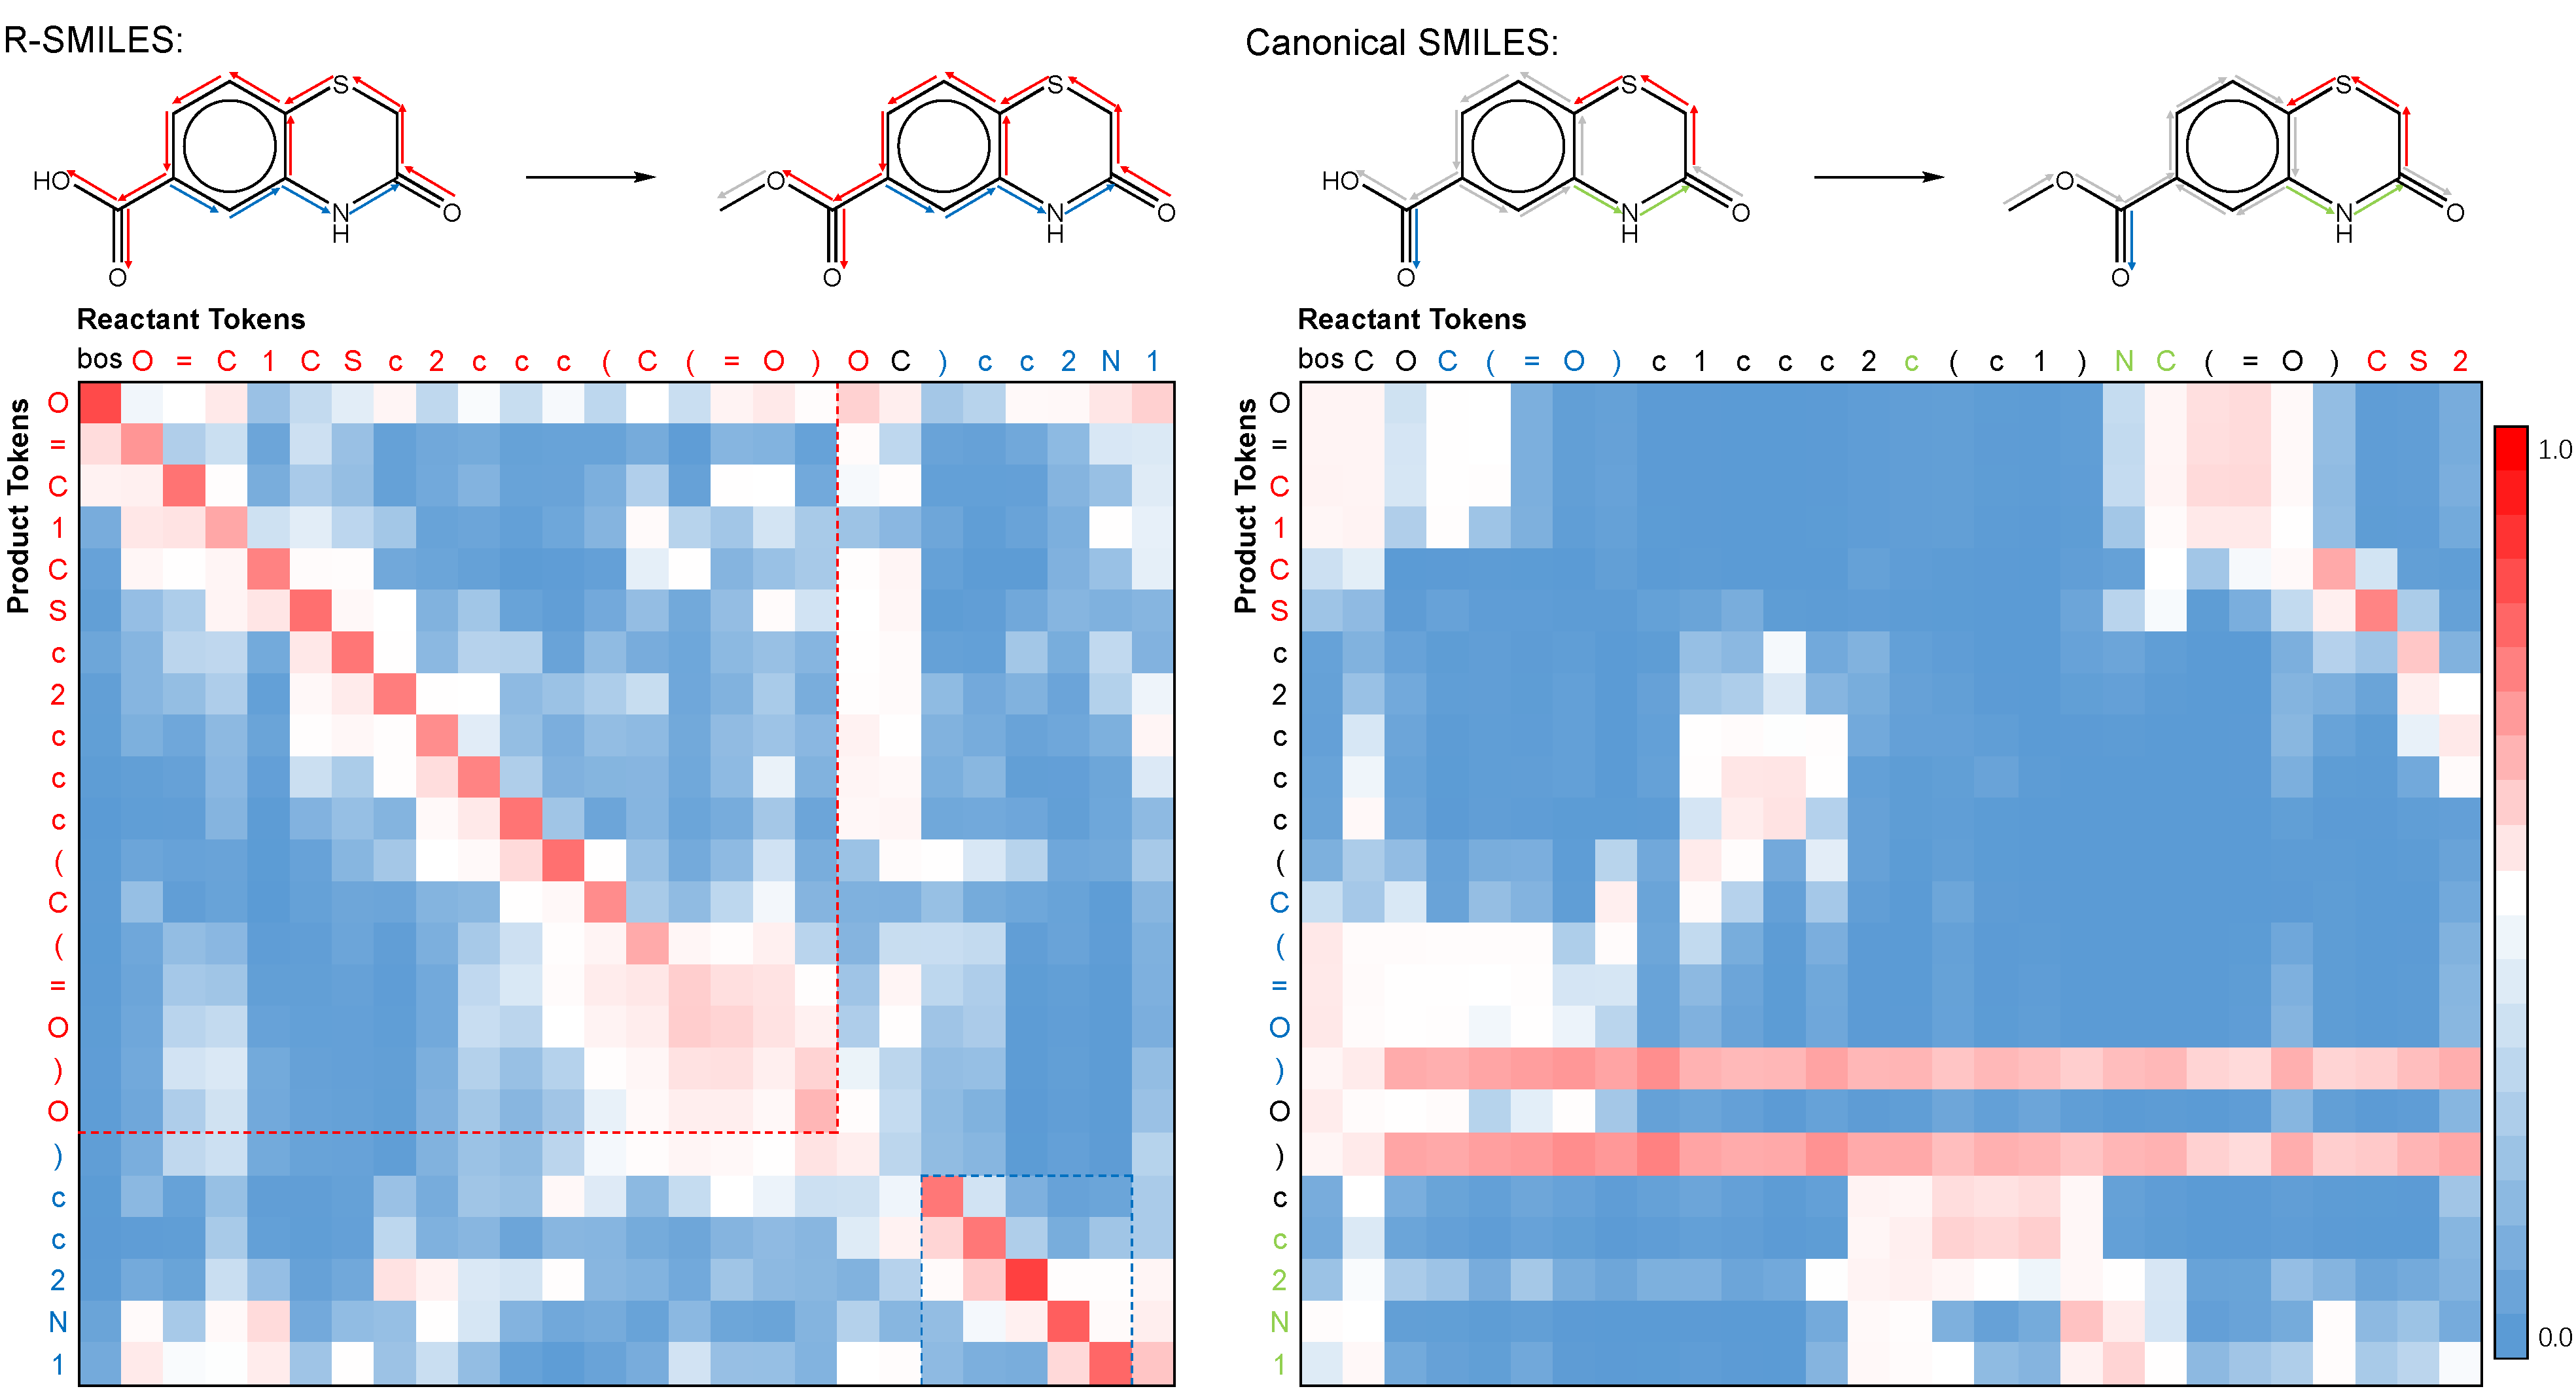 R-SMILES:
Canonical SMILES:
S
HO
O
N
H
O
S
O
O
N
H
O
S
HO
O
N
H
O
S
O
O
N
H
O
Reactant Tokens
bos O = C 1 C S c 2 c c c ( C ( = O ) O C ) c c 2 N 1
Product Tokens
O
=
C
1
C
S
c
2
c
c
c
(
C
(
=
O
)
O
)
c
c
2
N
1
Reactant Tokens
bos C O C ( = O ) c 1 c c c 2 c ( c 1 ) N C ( = O ) C S 2
Product Tokens
O
=
C
1
C
S
c
2
c
c
c
(
C
(
=
O
)
O
)
c
c
2
N
1
1.0
0.0